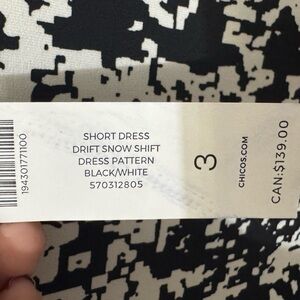 194301771100
SHORT DRESS
DRIFT SNOW SHIFT
DRESS PATTERN
BLACK/WHITE
570312805
3
CHICOS.COM
CAN:$139.00